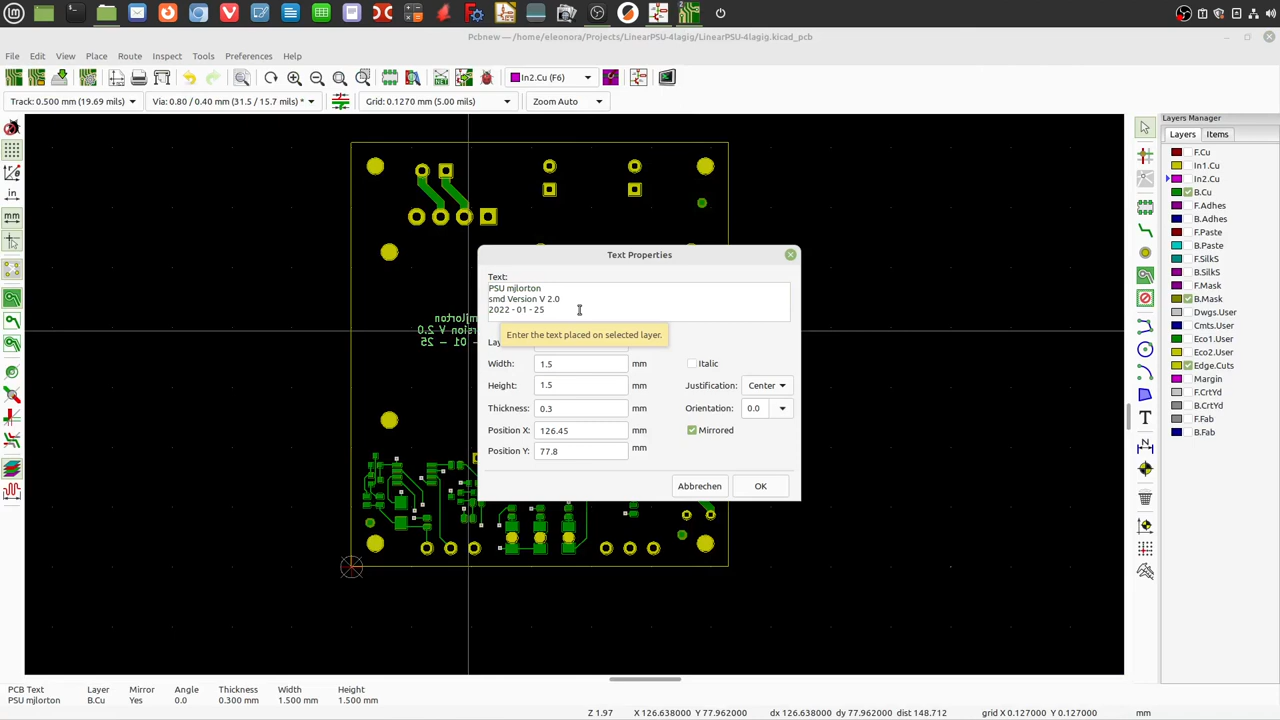 Pcbnew — /home/eleonora/Projects/LinearPSU-4lagig/LinearPSU-4lagig.kicad_pcb
File Edit View Place Route Inspect Tools Preferences Help
In2.Cu (F6)
Track: 0.500 mm (19.69 mils) Via: 0.80 / 0.40 mm (31.5 / 15.7 mils) * Grid: 0.1270 mm (5.00 mils) Zoom Auto
Layers Manager
Layers Items
F.Cu
In1.Cu
In2.Cu
B.Cu
F.Adhes
B.Adhes
F.Paste
B.Paste
F.SilkS
B.SilkS
F.Mask
B.Mask
Dwgs.User
Cmts.User
Eco1.User
Eco2.User
Edge.Cuts
Margin
F.CrtYd
B.CrtYd
F.Fab
B.Fab
in
mm
Text Properties
Text:
PSU mjlorton
smd Version V 2.0
2022 - 01 - 25
Enter the text placed on selected layer.
Lay
Width: 1.5 mm Italic
Height: 1.5 mm Justification: Center
Thickness: 0.3 mm Orientation: 0.0
Position X: 126.45 mm Mirrored
Position Y: 77.8 mm
Abbrechen OK
mjlorton
rsion V 2.0
– 01 – 25
PCB Text Layer Mirror Angle Thickness Width Height
PSU mjlorton B.Cu Yes 0.0 0.300 mm 1.500 mm 1.500 mm
Z 1.97 X 126.638000 Y 77.962000 dx 126.638000 dy 77.962000 dist 148.712 grid X 0.127000 Y 0.127000 mm